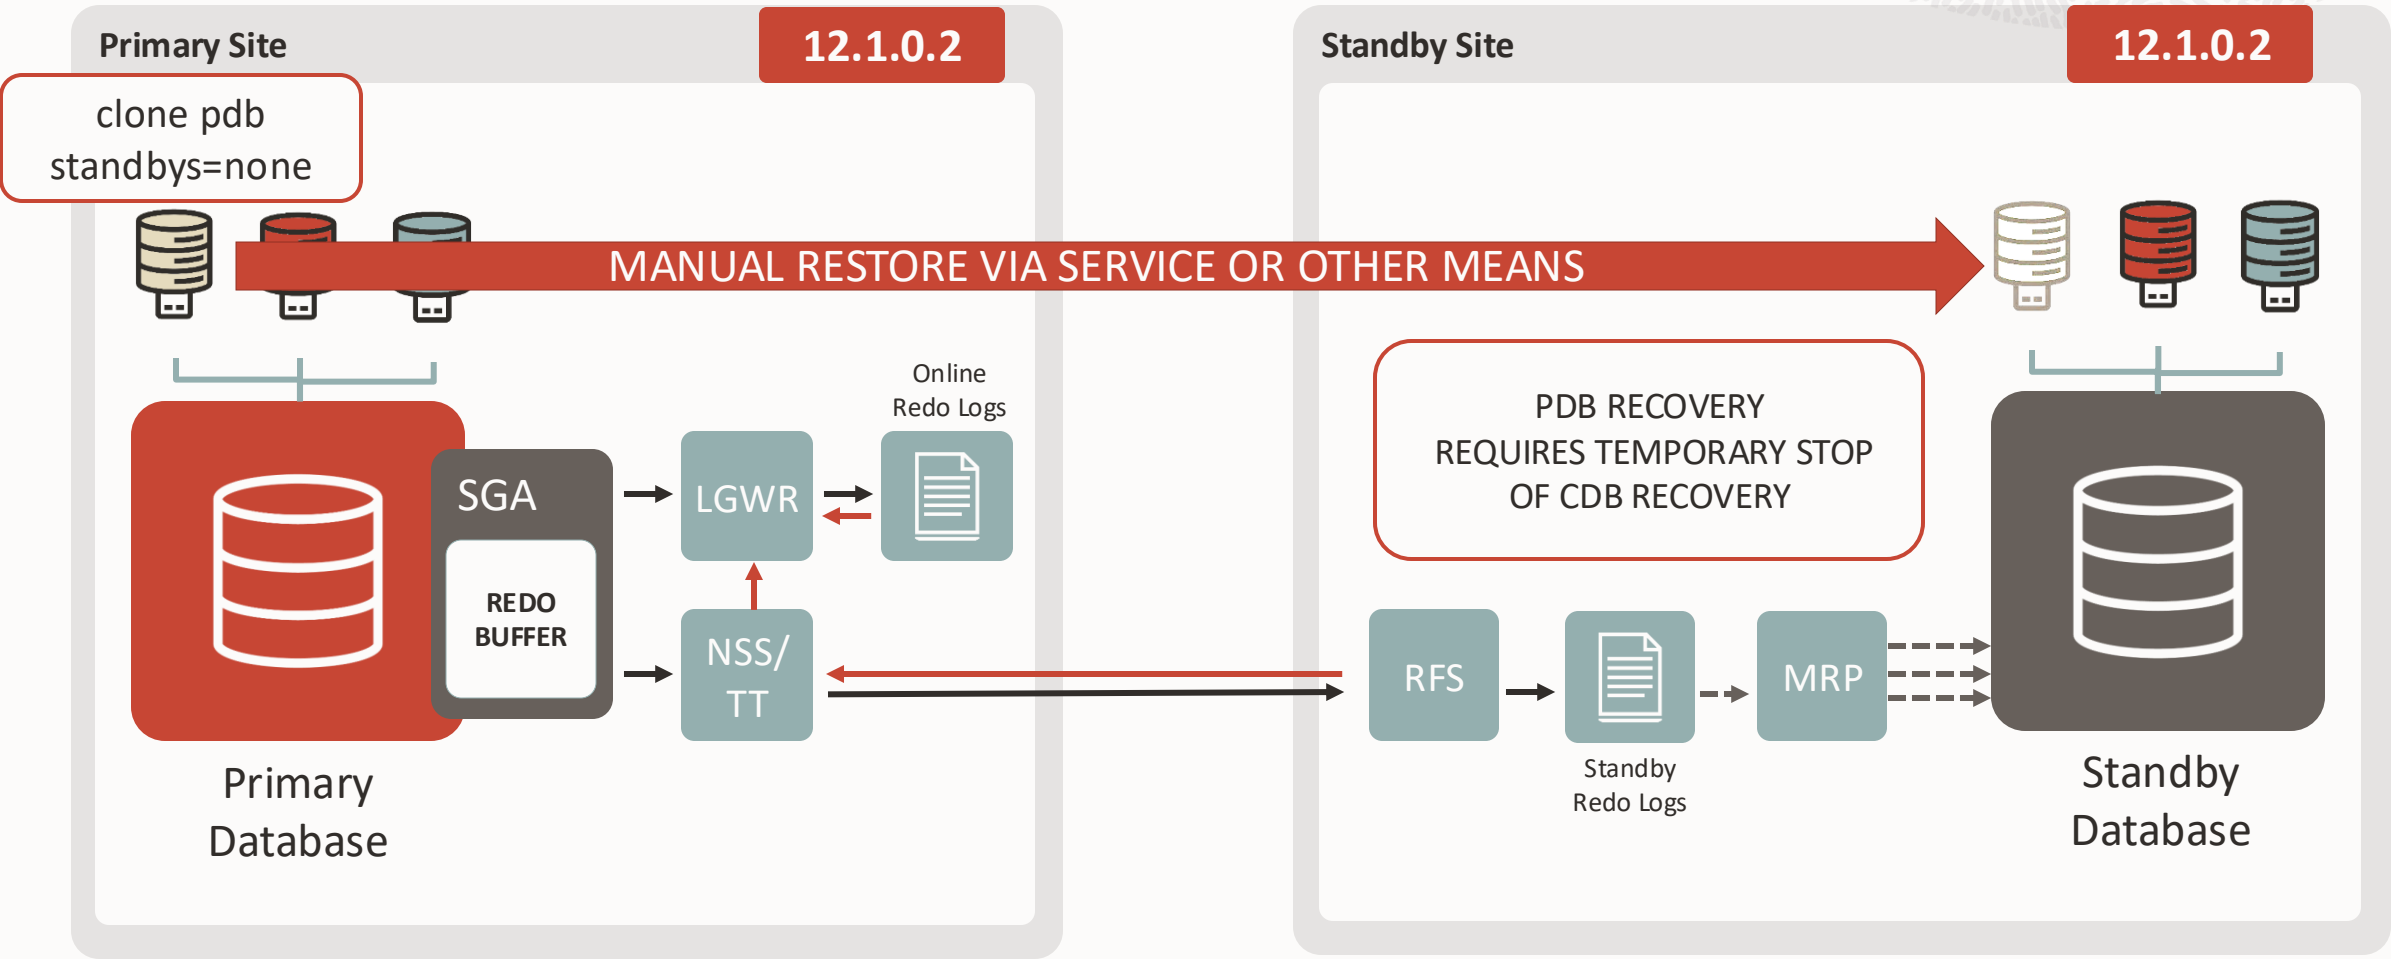 Primary Site
12.1.0.2
Standby Site
12.1.0.2
clone pdb
standbys=none
MANUAL RESTORE VIA SERVICE OR OTHER MEANS
Online
Redo Logs
PDB RECOVERY
REQUIRES TEMPORARY STOP
OF CDB RECOVERY
SGA
LGWR
REDO
BUFFER
NSS/
TT
RFS
MRP
Standby
Redo Logs
Primary
Database
Standby
Database